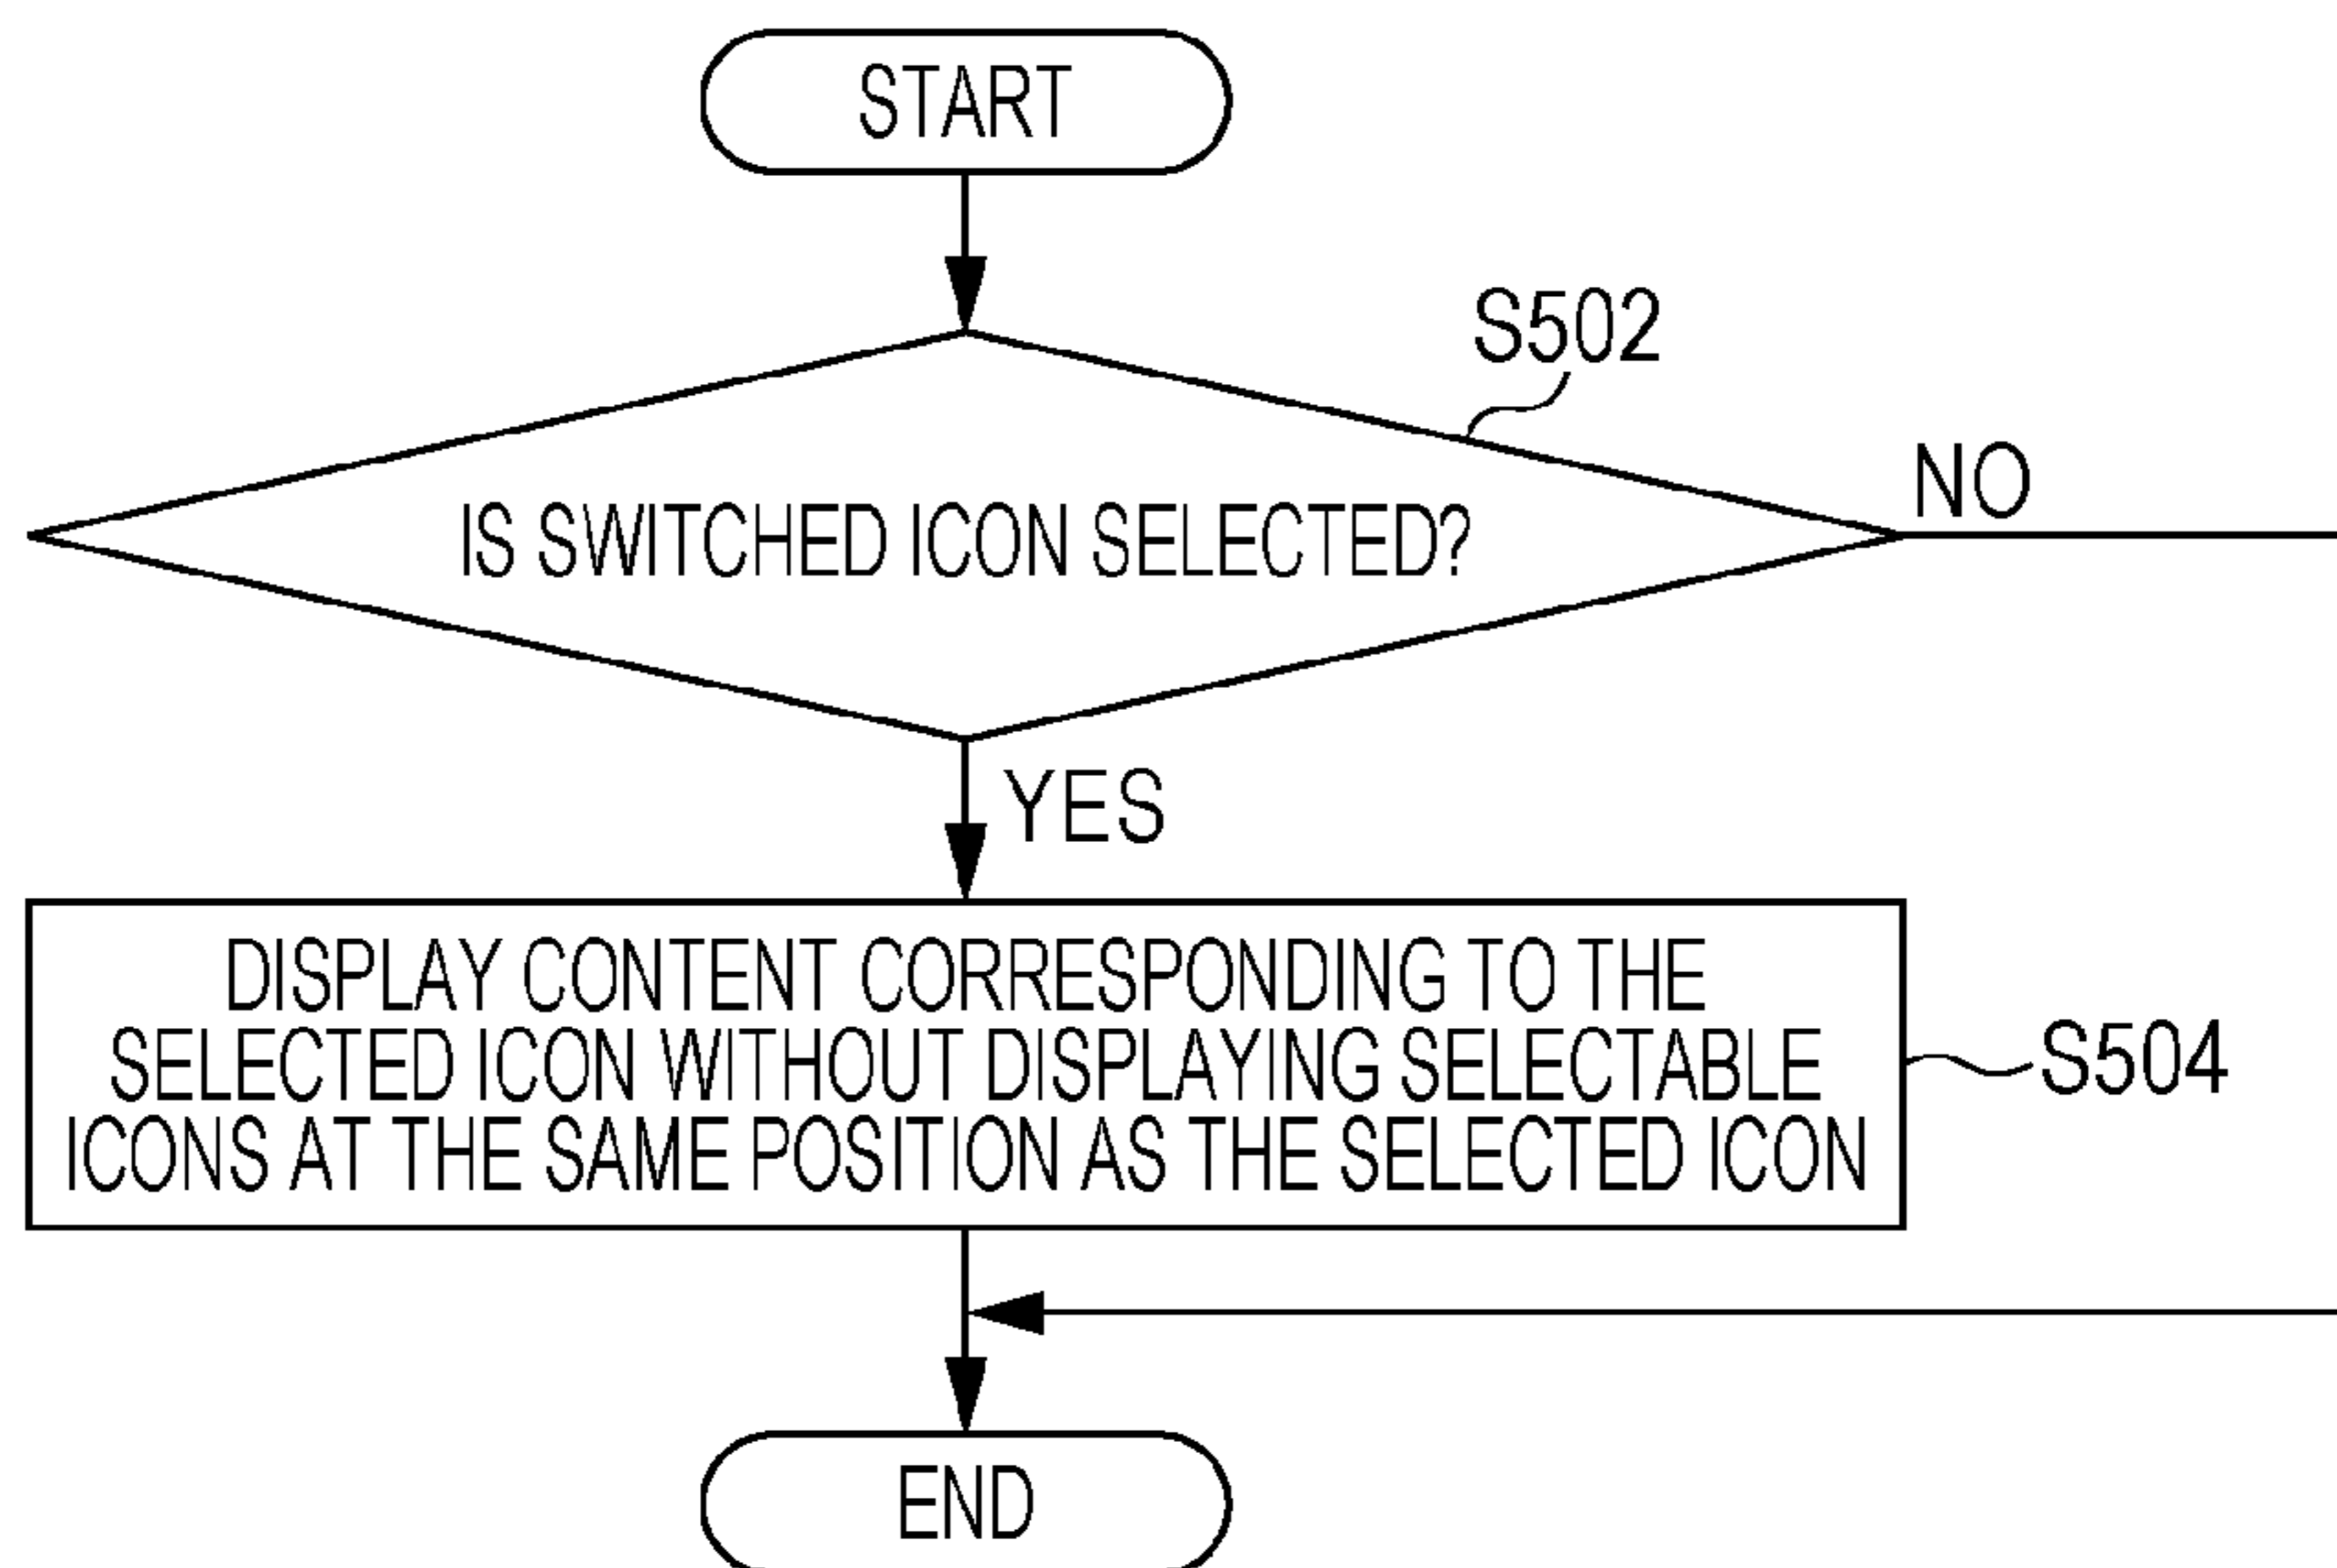 START
S502
NO
IS SWITCHED ICON SELECTED?
YES
DISPLAY CONTENT CORRESPONDING TO THE
SELECTED ICON WITHOUT DISPLAYING SELECTABLE
ICONS AT THE SAME POSITION AS THE SELECTED ICON
S504
END